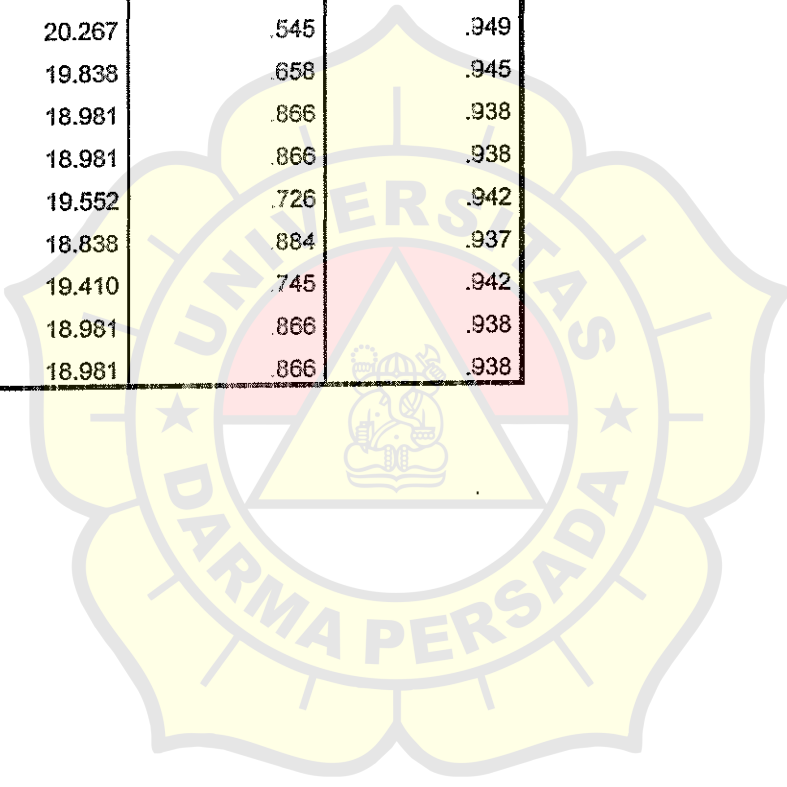 20.267 .545 .949
19.838 .658 .945
18.981 .866 .938
18.981 .866 .938
19.552 .726 .942
18.838 .884 .937
19.410 .745 .942
18.981 .866 .938
18.981 .866 .938
UNIVERSITAS
DARMA PERSADA